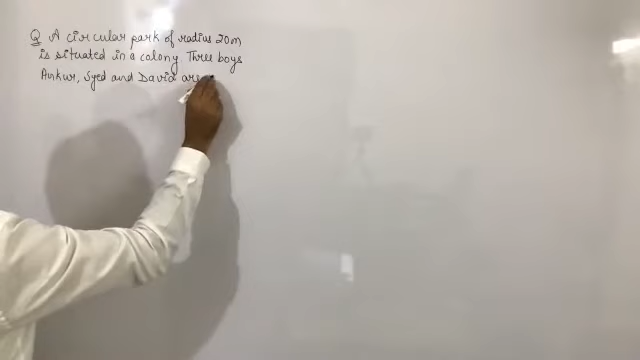 Q A circular park of radius 20m
is situated in a colony. Three boys
Ankur, Syed and David are